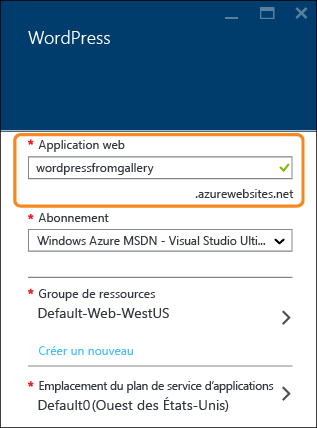 WordPress
* Application web
wordpressfromgallery
.azurewebsites.net
* Abonnement
Windows Azure MSDN - Visual Studio Ulti...
* Groupe de ressources
Default-Web-WestUS
Créer un nouveau
* Emplacement du plan de service d’applications
Default0(Ouest des États-Unis)